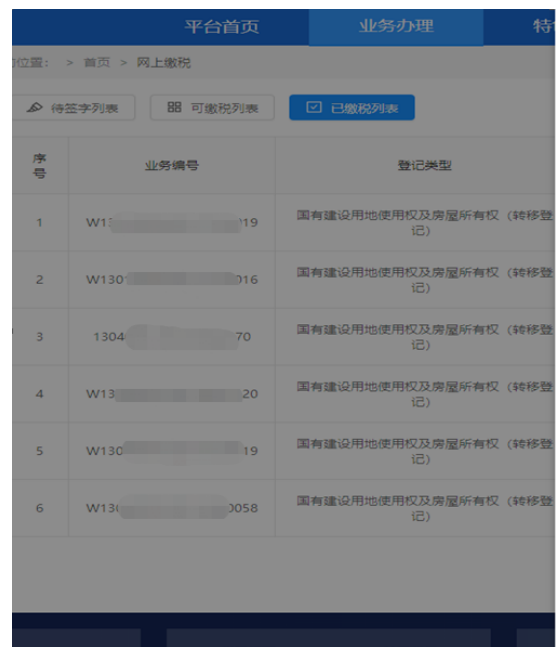 平台首页 业务办理 特
位置： > 首页 > 网上缴税
待签字列表 可缴税列表 已缴税列表
序号 业务编号 登记类型
1 W1 19 国有建设用地使用权及房屋所有权（转移登
记）
2 W130 016 国有建设用地使用权及房屋所有权（转移登
记）
3 1304 70 国有建设用地使用权及房屋所有权（转移登
记）
4 W13 20 国有建设用地使用权及房屋所有权（转移登
记）
5 W130 19 国有建设用地使用权及房屋所有权（转移登
记）
6 W13 0058 国有建设用地使用权及房屋所有权（转移登
记）